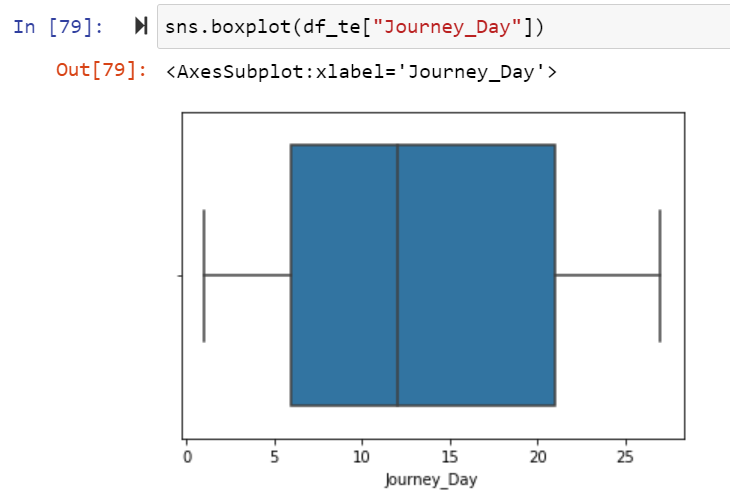 In [79]: sns.boxplot(df_te["Journey_Day"])
Out[79]: <AxesSubplot:xlabel='Journey_Day'>
0 5 10 15 20 25
Journey_Day